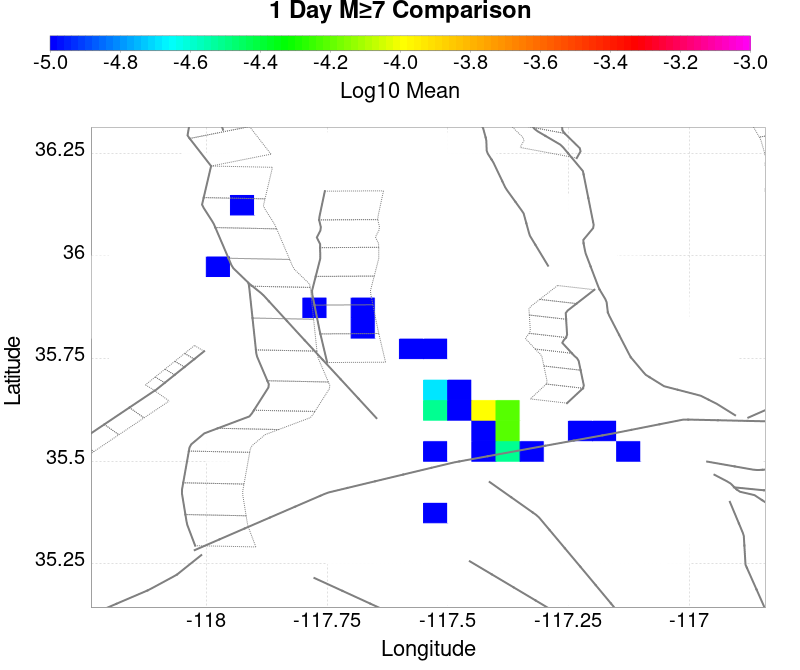 1 Day M≥7 Comparison
-5.0 -4.8 -4.6 -4.4 -4.2 -4.0 -3.8 -3.6 -3.4 -3.2 -3.0
Log10 Mean
36.25
36
35.75
35.5
35.25
Latitude
-118 -117.75 -117.5 -117.25 -117
Longitude